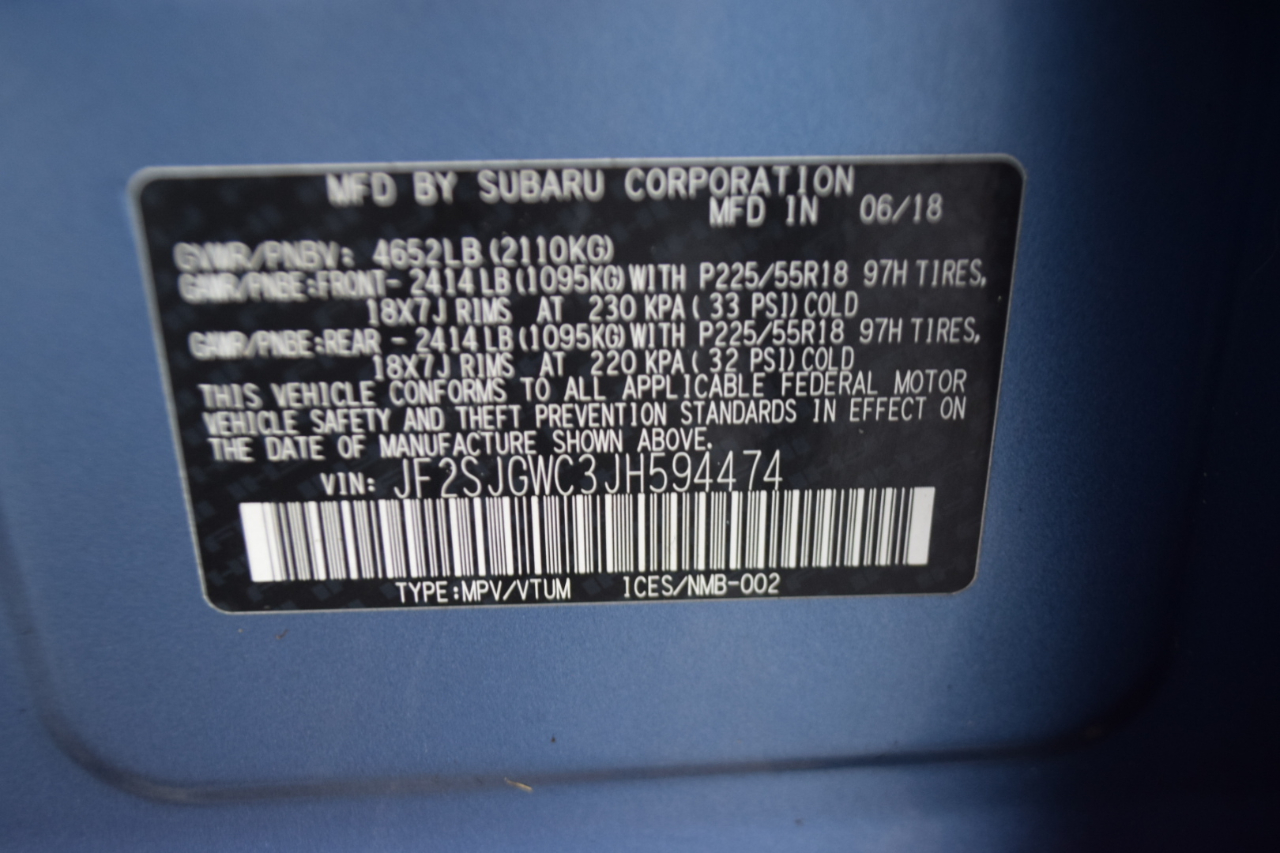 MFD BY SUBARU CORPORATION
MFD IN 06/18
GVWR/PNBV: 4652LB(2110KG)
GAWR/PNBE:FRONT- 2414LB(1095KG)WITH P225/55R18 97H TIRES,
18X7J RIMS AT 230 KPA(33 PSI)COLD
GAWR/PNBE:REAR - 2414LB(1095KG)WITH P225/55R18 97H TIRES,
18X7J RIMS AT 220 KPA(32 PSI)COLD
THIS VEHICLE CONFORMS TO ALL APPLICABLE FEDERAL MOTOR
VEHICLE SAFETY AND THEFT PREVENTION STANDARDS IN EFFECT ON
THE DATE OF MANUFACTURE SHOWN ABOVE.
VIN: JF2SJGWC3JH594474
TYPE:MPV/VTUM ICES/NMB-002